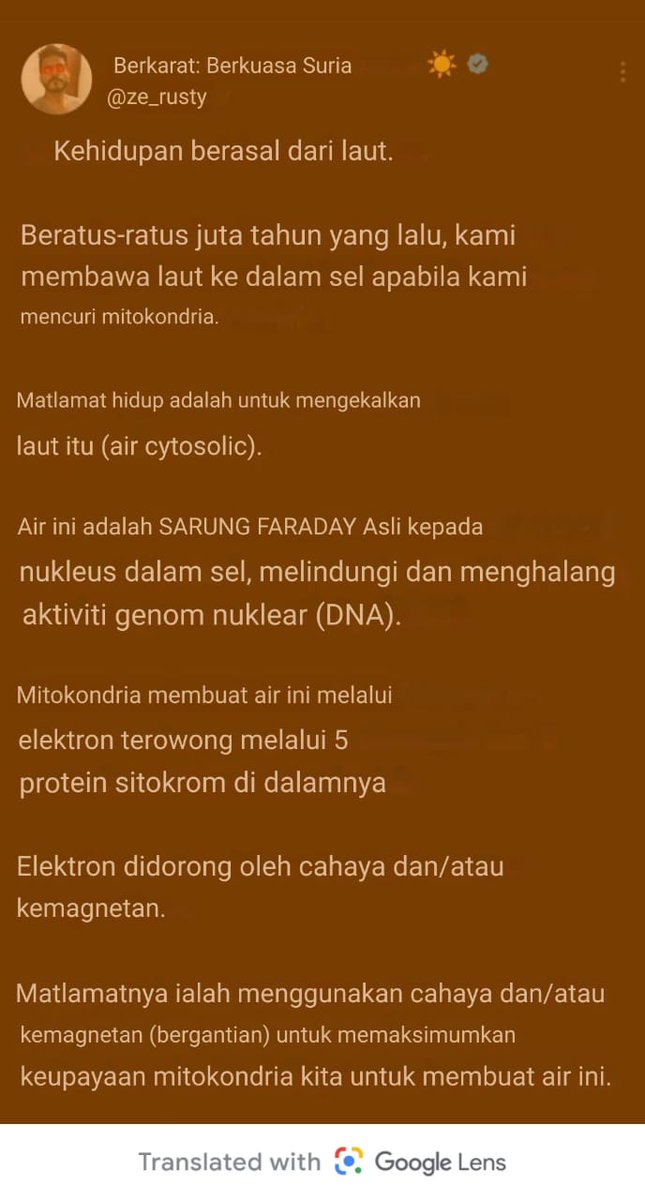 Berkarat: Berkuasa Suria
@ze_rusty
Kehidupan berasal dari laut.
Beratus-ratus juta tahun yang lalu, kami
membawa laut ke dalam sel apabila kami
mencuri mitokondria.
Matlamat hidup adalah untuk mengekalkan
laut itu (air cytosolic).
Air ini adalah SARUNG FARADAY Asli kepada
nukleus dalam sel, melindungi dan menghalang
aktiviti genom nuklear (DNA).
Mitokondria membuat air ini melalui
elektron terowong melalui 5
protein sitokrom di dalamnya
Elektron didorong oleh cahaya dan/atau
kemagnetan.
Matlamatnya ialah menggunakan cahaya dan/atau
kemagnetan (bergantian) untuk memaksimumkan
keupayaan mitokondria kita untuk membuat air ini.
Translated with Google Lens